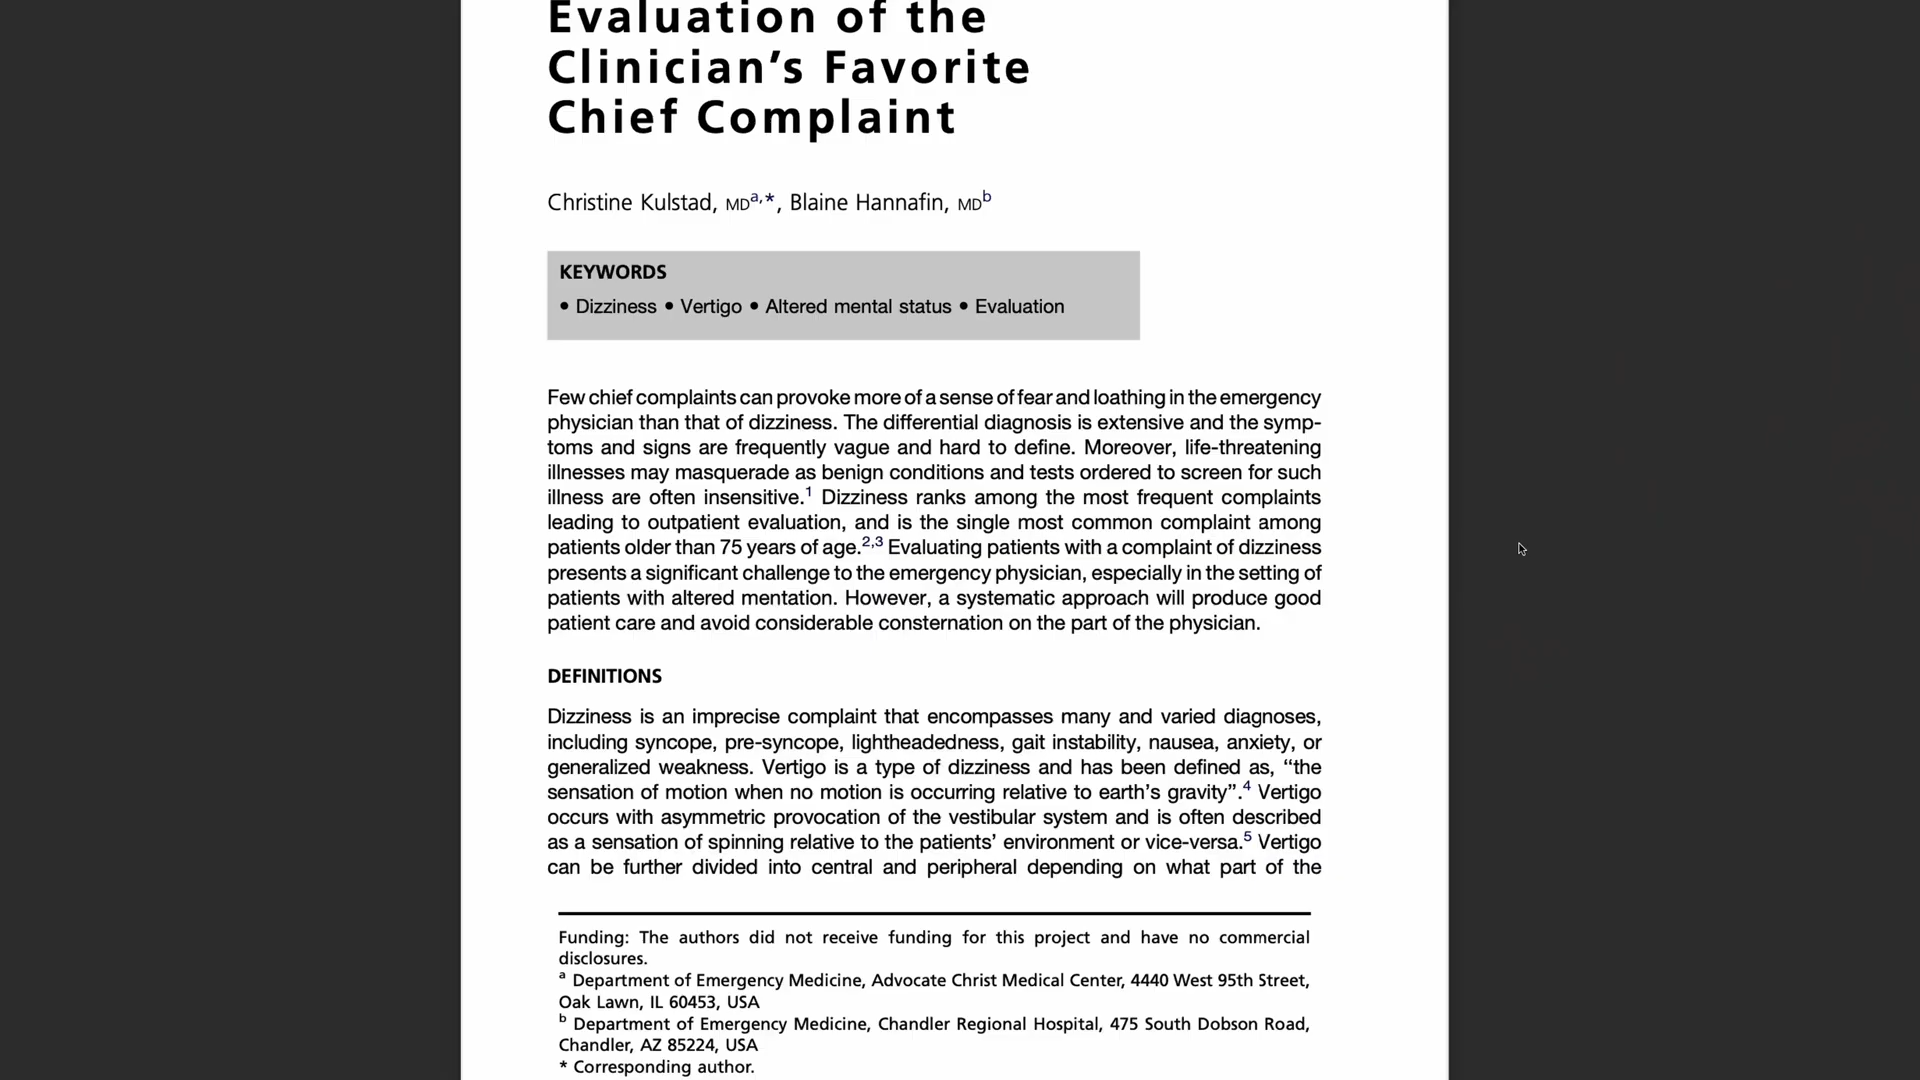 Evaluation of the
Clinician’s Favorite
Chief Complaint
Christine Kulstad, MDa,*, Blaine Hannafin, MDb
KEYWORDS
• Dizziness • Vertigo • Altered mental status • Evaluation
Few chief complaints can provoke more of a sense of fear and loathing in the emergency
physician than that of dizziness. The differential diagnosis is extensive and the symp-
toms and signs are frequently vague and hard to define. Moreover, life-threatening
illnesses may masquerade as benign conditions and tests ordered to screen for such
illness are often insensitive.1 Dizziness ranks among the most frequent complaints
leading to outpatient evaluation, and is the single most common complaint among
patients older than 75 years of age.2,3 Evaluating patients with a complaint of dizziness
presents a significant challenge to the emergency physician, especially in the setting of
patients with altered mentation. However, a systematic approach will produce good
patient care and avoid considerable consternation on the part of the physician.
DEFINITIONS
Dizziness is an imprecise complaint that encompasses many and varied diagnoses,
including syncope, pre-syncope, lightheadedness, gait instability, nausea, anxiety, or
generalized weakness. Vertigo is a type of dizziness and has been defined as, ‘‘the
sensation of motion when no motion is occurring relative to earth’s gravity’’.4 Vertigo
occurs with asymmetric provocation of the vestibular system and is often described
as a sensation of spinning relative to the patients’ environment or vice-versa.5 Vertigo
can be further divided into central and peripheral depending on what part of the
Funding: The authors did not receive funding for this project and have no commercial
disclosures.
a Department of Emergency Medicine, Advocate Christ Medical Center, 4440 West 95th Street,
Oak Lawn, IL 60453, USA
b Department of Emergency Medicine, Chandler Regional Hospital, 475 South Dobson Road,
Chandler, AZ 85224, USA
* Corresponding author.